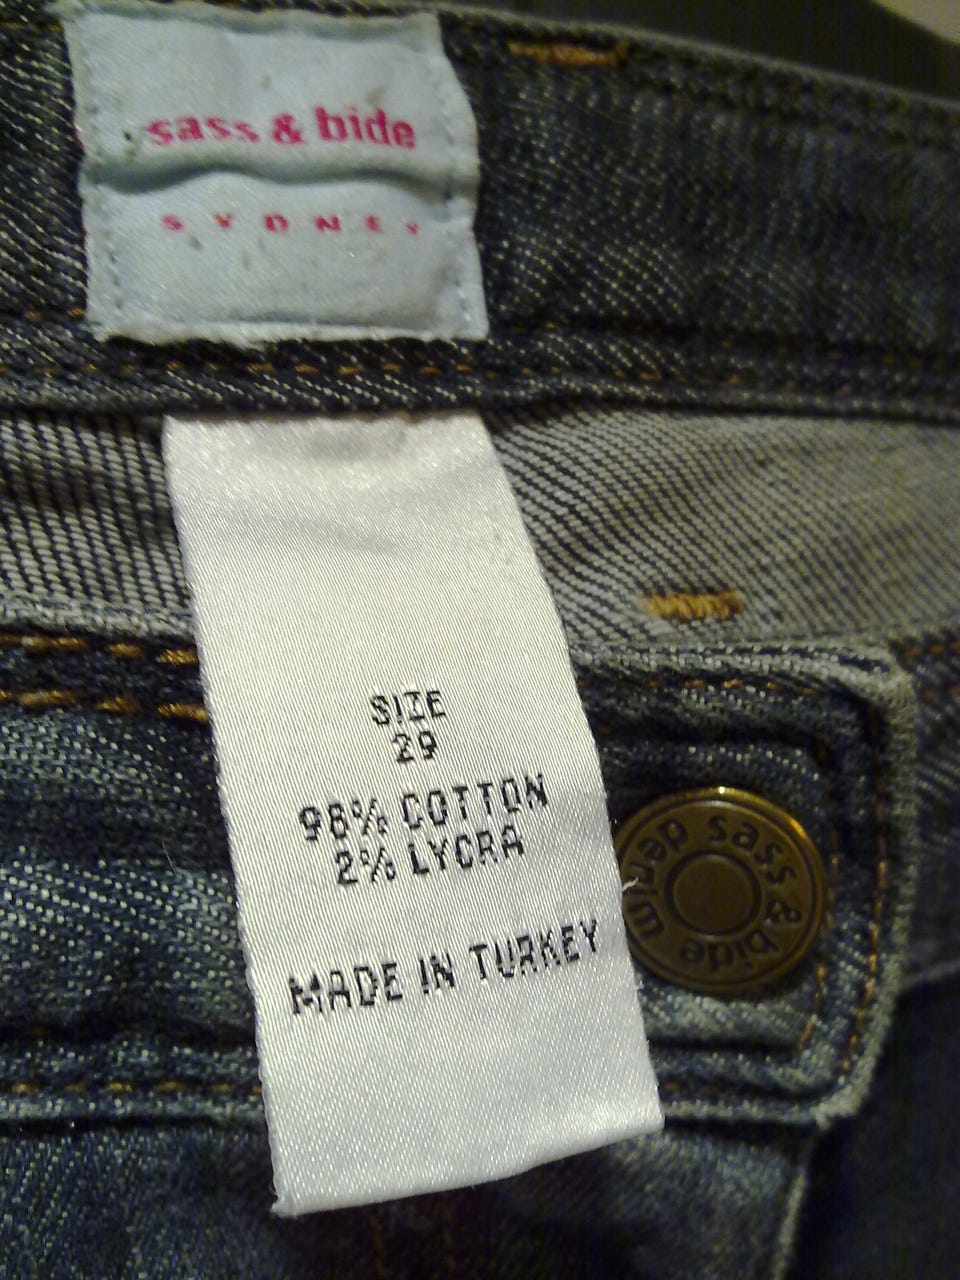 sass & bide
SYDNEY
SIZE
29
98% COTTON
2% LYCRA
MADE IN TURKEY
sass & bide denim